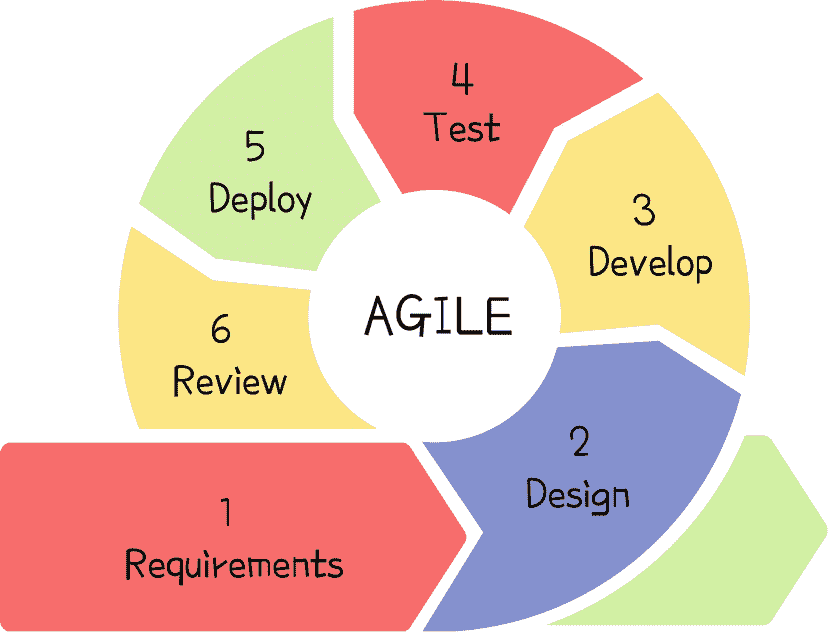 4
Test
5
Deploy
3
Develop
AGILE
6
Review
2
Design
1
Requirements